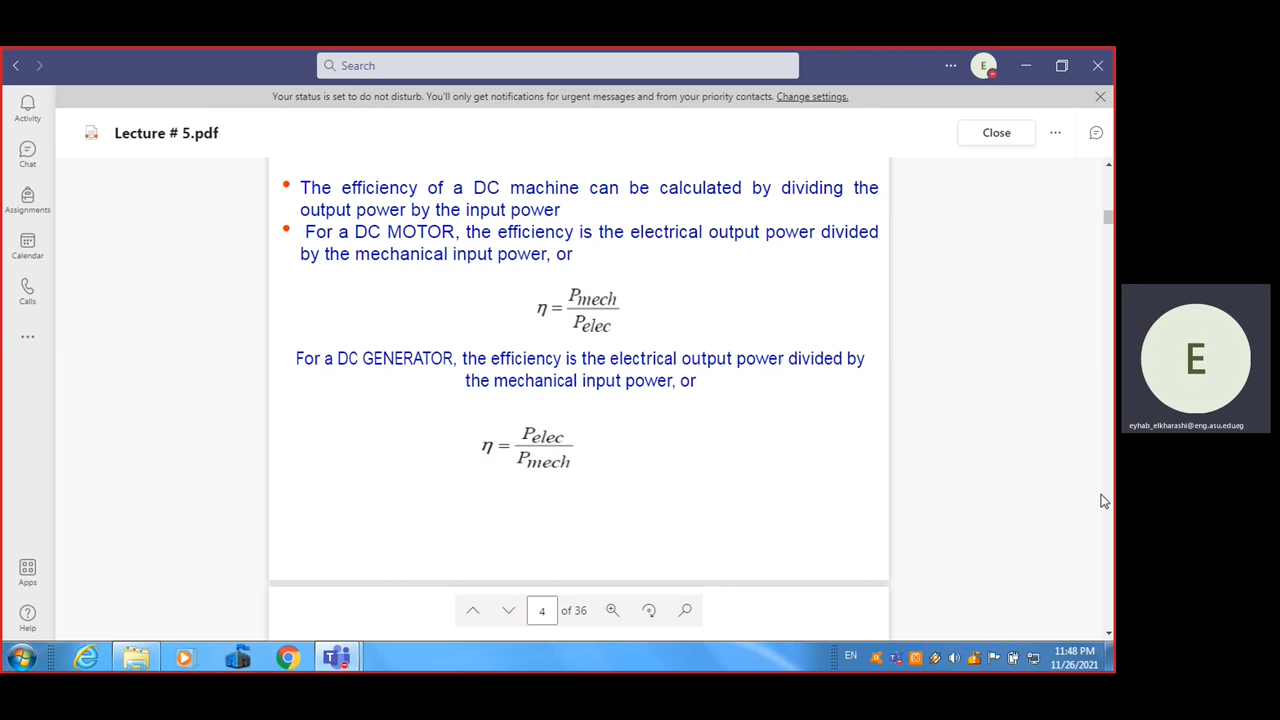 Search
E
Your status is set to do not disturb. You'll only get notifications for urgent messages and from your priority contacts. Change settings.
Activity
Chat
Assignments
Calendar
Calls
Apps
Help
Lecture # 5.pdf
Close
The efficiency of a DC machine can be calculated by dividing the
output power by the input power
For a DC MOTOR, the efficiency is the electrical output power divided
by the mechanical input power, or
η = Pmech / Pelec
For a DC GENERATOR, the efficiency is the electrical output power divided by
the mechanical input power, or
η = Pelec / Pmech
4 of 36
E
eyhab_elkharashi@eng.asu.edu.eg
EN
11:48 PM
11/26/2021